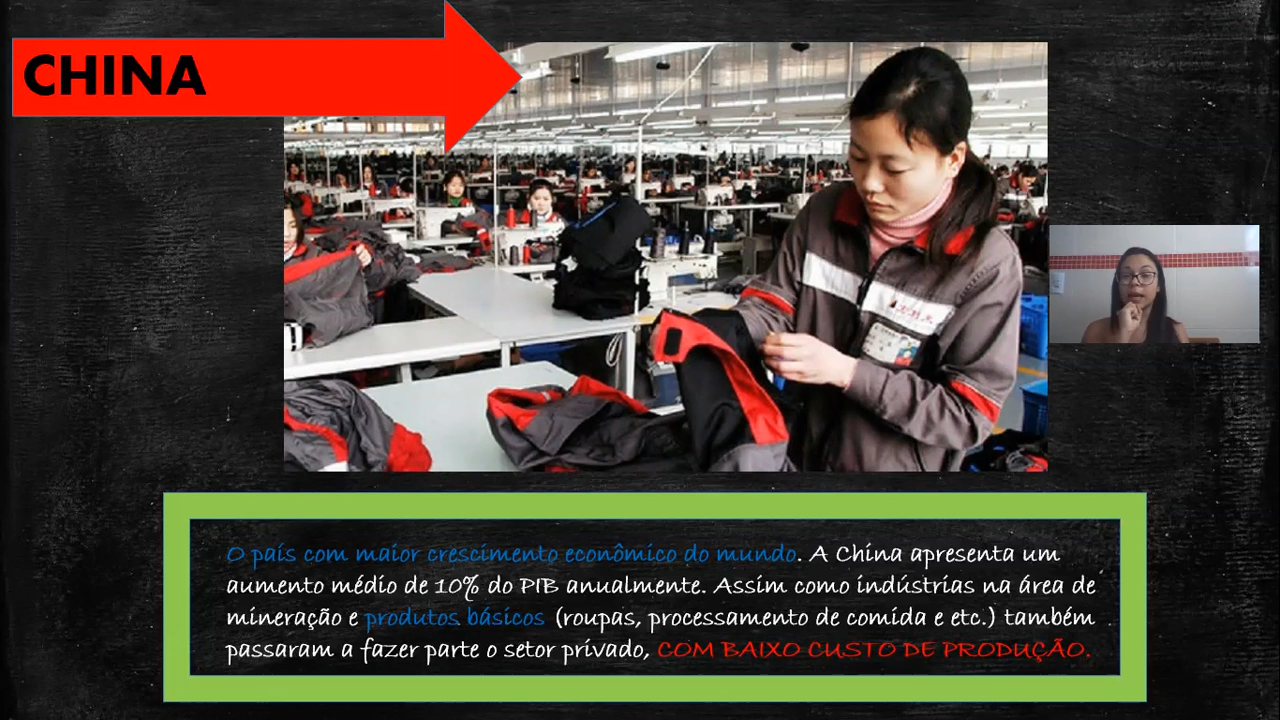 CHINA
O país com maior crescimento econômico do mundo. A China apresenta um
aumento médio de 10% do PIB anualmente. Assim como indústrias na área de
mineração e produtos básicos (roupas, processamento de comida e etc.) também
passaram a fazer parte o setor privado, COM BAIXO CUSTO DE PRODUÇÃO.